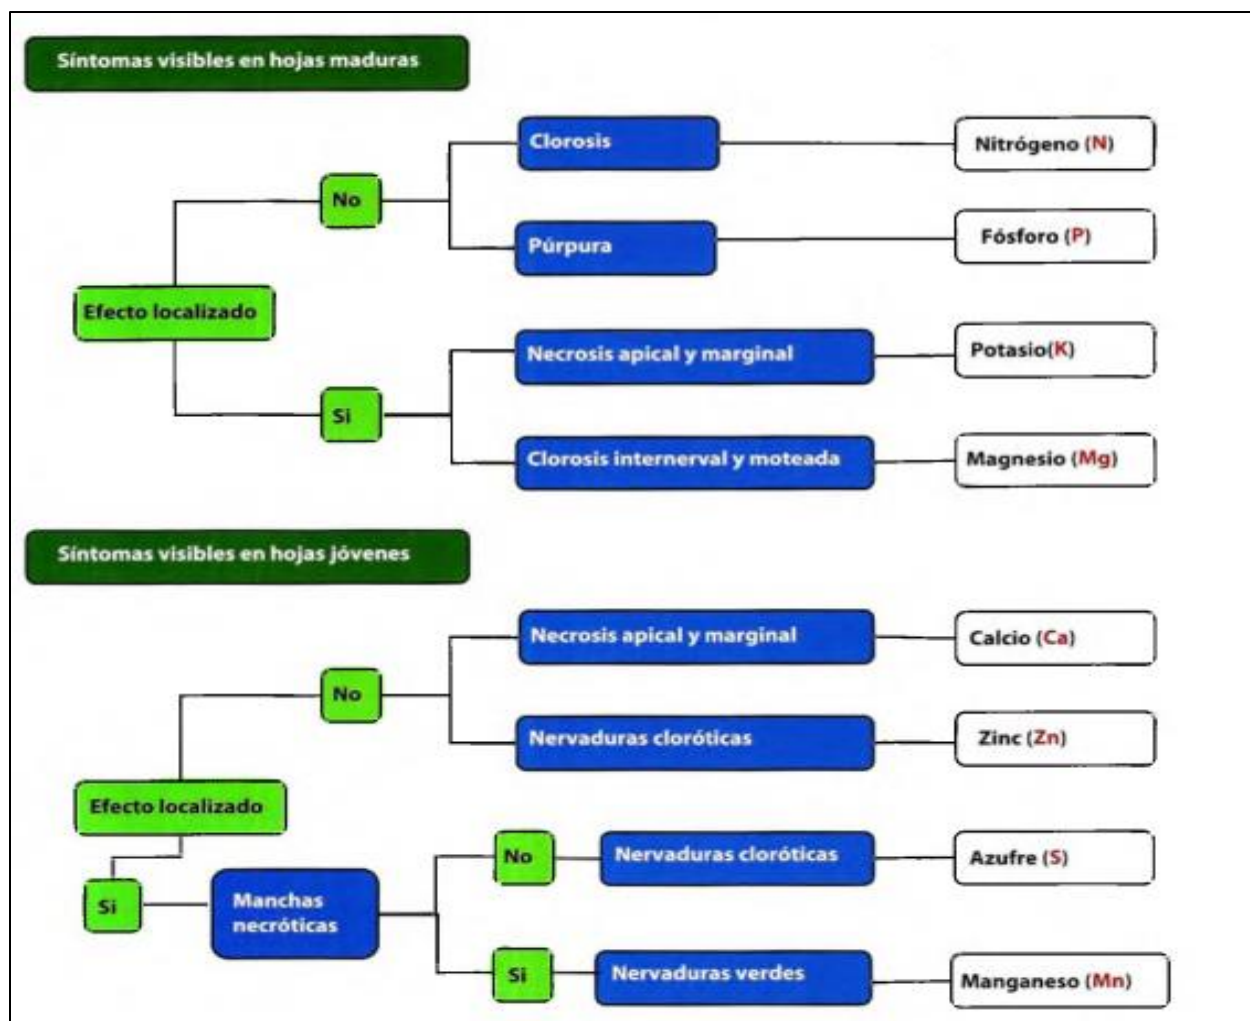 Síntomas visibles en hojas maduras
Clorosis
Nitrógeno (N)
No
Púrpura
Fósforo (P)
Efecto localizado
Necrosis apical y marginal
Potasio(K)
Si
Clorosis internerval y moteada
Magnesio (Mg)
Síntomas visibles en hojas jóvenes
Necrosis apical y marginal
Calcio (Ca)
No
Nervaduras cloróticas
Zinc (Zn)
Efecto localizado
No
Nervaduras cloróticas
Azufre (S)
Si
Manchas
necróticas
Si
Nervaduras verdes
Manganeso (Mn)